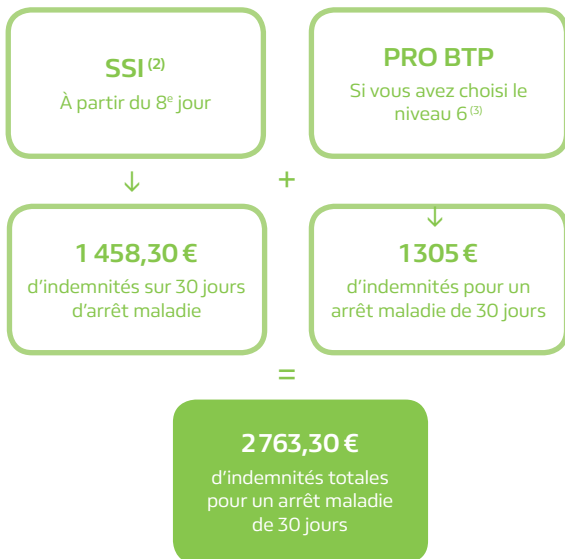 SSI (2)
À partir du 8e jour
PRO BTP
Si vous avez choisi le
niveau 6 (3)
↓
+
↓
1 458,30 €
d’indemnités sur 30 jours
d’arrêt maladie
1305 €
d’indemnités pour un
arrêt maladie de 30 jours
=
2 763,30 €
d’indemnités totales
pour un arrêt maladie
de 30 jours